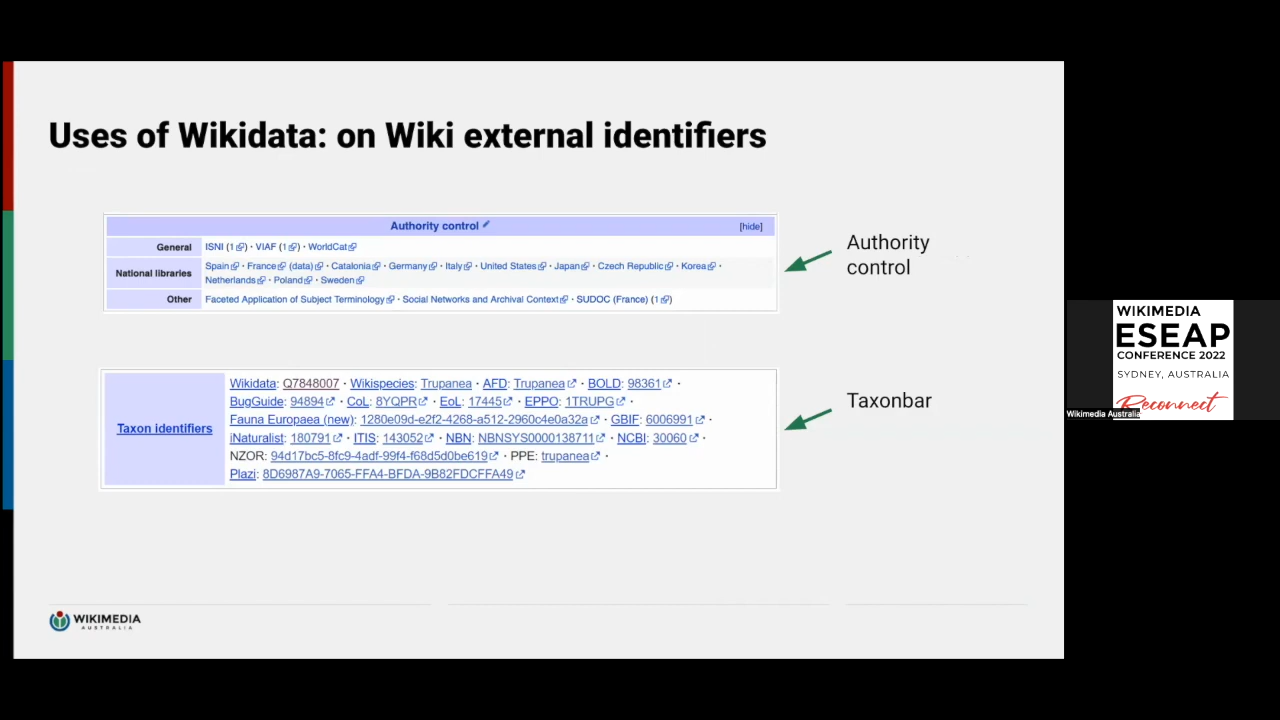 Uses of Wikidata: on Wiki external identifiers
Authority control
[hide]
General
ISNI (1) · VIAF (1) · WorldCat
National libraries
Spain · France (data) · Catalonia · Germany · Italy · United States · Japan · Czech Republic · Korea ·
Netherlands · Poland · Sweden
Other
Faceted Application of Subject Terminology · Social Networks and Archival Context · SUDOC (France) (1)
Authority
control
Taxon identifiers
Wikidata: Q7848007 · Wikispecies: Trupanea · AFD: Trupanea · BOLD: 98361 ·
BugGuide: 94894 · CoL: 8YQPR · EoL: 17445 · EPPO: 1TRUPG ·
Fauna Europaea (new): 1280e09d-e2f2-4268-a512-2960c4e0a32a · GBIF: 6006991 ·
iNaturalist: 180791 · ITIS: 143052 · NBN: NBNSYS0000138711 · NCBI: 30060 ·
NZOR: 94d17bc5-8fc9-4adf-99f4-f68d5d0be619 · PPE: trupanea ·
Plazi: 8D6987A9-7065-FFA4-BFDA-9B82FDCFFA49
Taxonbar
WIKIMEDIA
AUSTRALIA
WIKIMEDIA
ESEAP
CONFERENCE 2022
SYDNEY, AUSTRALIA
Reconnect
Wikimedia Australia